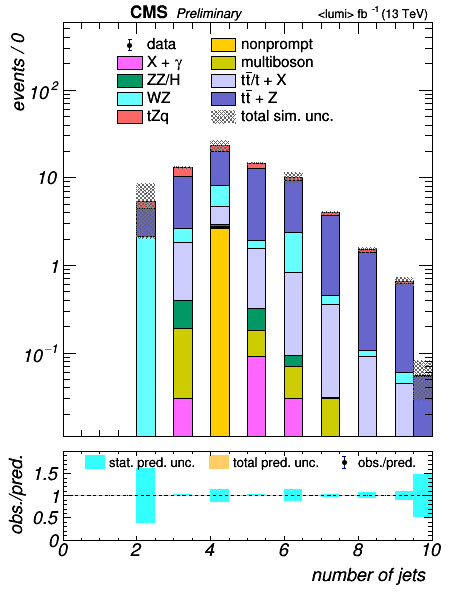 CMS Preliminary <lumi> fb⁻¹ (13 TeV)
events / 0
data nonprompt
X + γ multiboson
ZZ/H tt̄/t + X
WZ tt̄ + Z
tZq total sim. unc.
10²
10
1
10⁻¹
obs./pred.
stat. pred. unc. total pred. unc. obs./pred.
1.5
1
0.5
0
0 2 4 6 8 10
number of jets